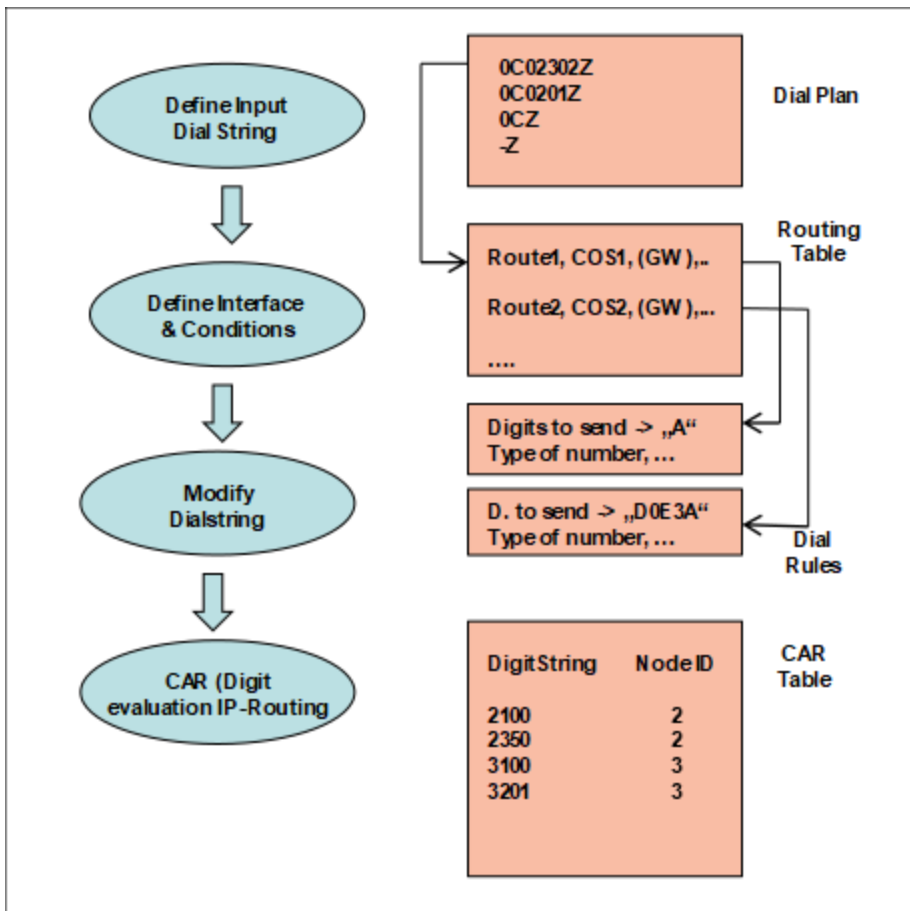 Define Input
Dial String
Define Interface
& Conditions
Modify
Dialstring
CAR (Digit
evaluation IP-Routing
0C02302Z
0C0201Z
0CZ
-Z
Dial Plan
Routing
Table
Route1, COS1, (GW ),..
Route2, COS2, (GW ),...
....
Digits to send -> „A“
Type of number, ...
D. to send -> „D0E3A“
Type of number, ...
Dial
Rules
Digit String Node ID
2100 2
2350 2
3100 3
3201 3
CAR
Table